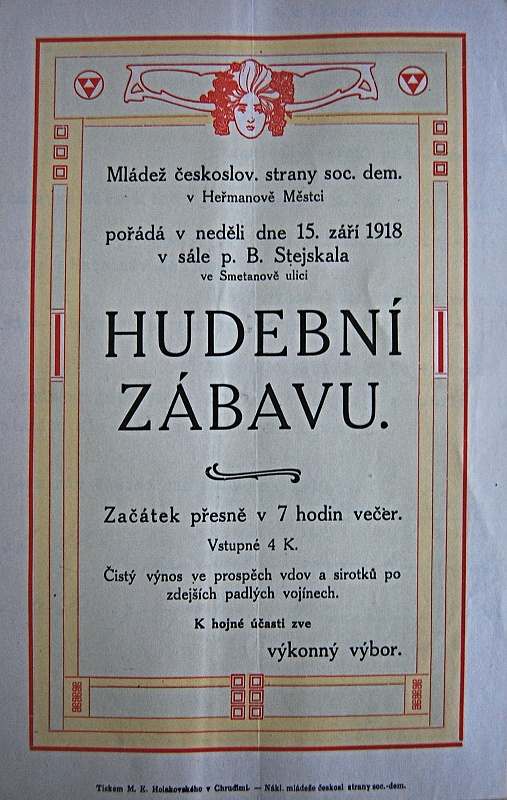 Mládež českoslov. strany soc. dem.
v Heřmanově Městci
pořádá v neděli dne 15. září 1918
v sále p. B. Stejskala
ve Smetanově ulici
HUDEBNÍ
ZÁBAVU.
Začátek přesně v 7 hodin večer.
Vstupné 4 K.
Čistý výnos ve prospěch vdov a sirotků po
zdejších padlých vojínech.
K hojné účasti zve
výkonný výbor.
Tiskem M. K. Holakovského v Chrudimi. — Nákl. mládeže českosl strany soc.-dem.